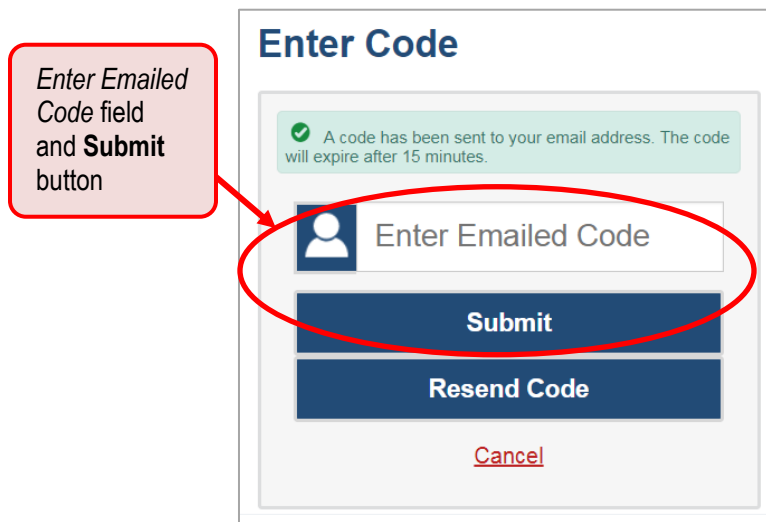 Enter Code
Enter Emailed
Code field
and Submit
button
A code has been sent to your email address. The code
will expire after 15 minutes.
Enter Emailed Code
Submit
Resend Code
Cancel